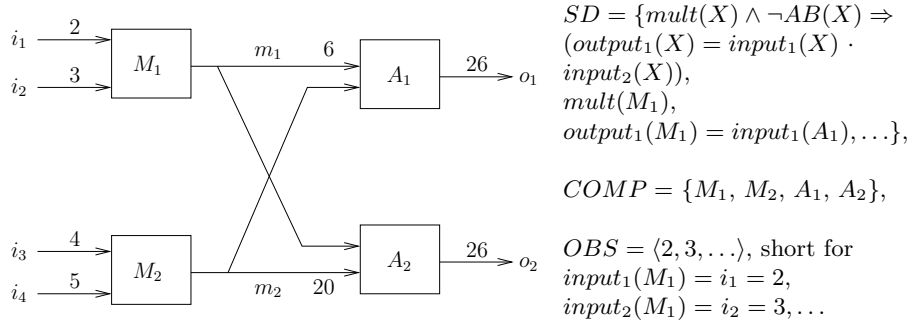 i₁ 2
i₂ 3
M₁
m₁ 6
A₁
26 o₁
i₃ 4
i₄ 5
M₂
m₂ 20
A₂
26 o₂
SD = {mult(X) ∧ ¬AB(X) ⇒
(output₁(X) = input₁(X) ·
input₂(X)),
mult(M₁),
output₁(M₁) = input₁(A₁), …},
COMP = {M₁, M₂, A₁, A₂},
OBS = ⟨2, 3, …⟩, short for
input₁(M₁) = i₁ = 2,
input₂(M₁) = i₂ = 3, …